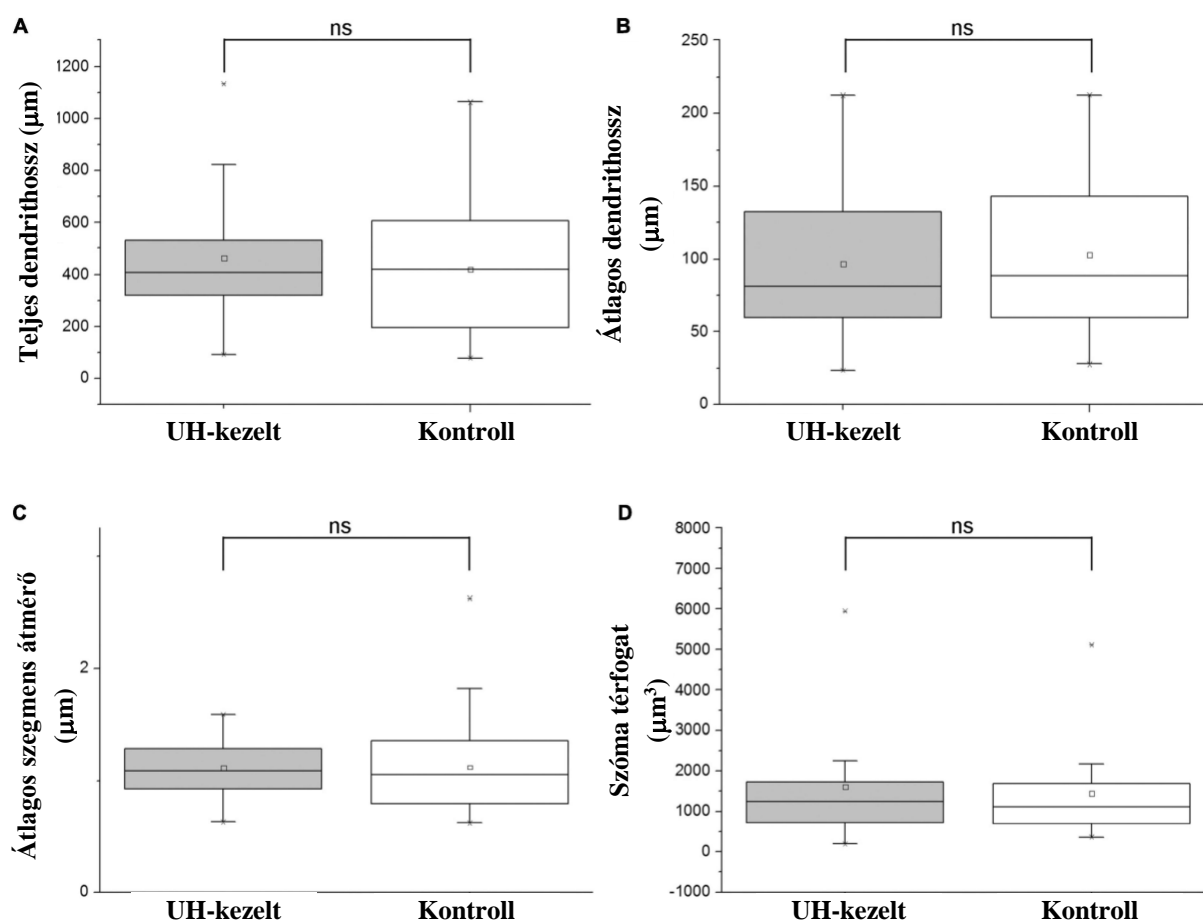 A
ns
Teljes dendrithossz (µm)
1200
1000
800
600
400
200
0
UH-kezelt
Kontroll
B
ns
Átlagos dendrithossz
(µm)
250
200
150
100
50
0
UH-kezelt
Kontroll
C
ns
Átlagos szegmens átmérő
(µm)
2
0
UH-kezelt
Kontroll
D
ns
Szóma térfogat
(µm³)
8000
7000
6000
5000
4000
3000
2000
1000
0
-1000
UH-kezelt
Kontroll